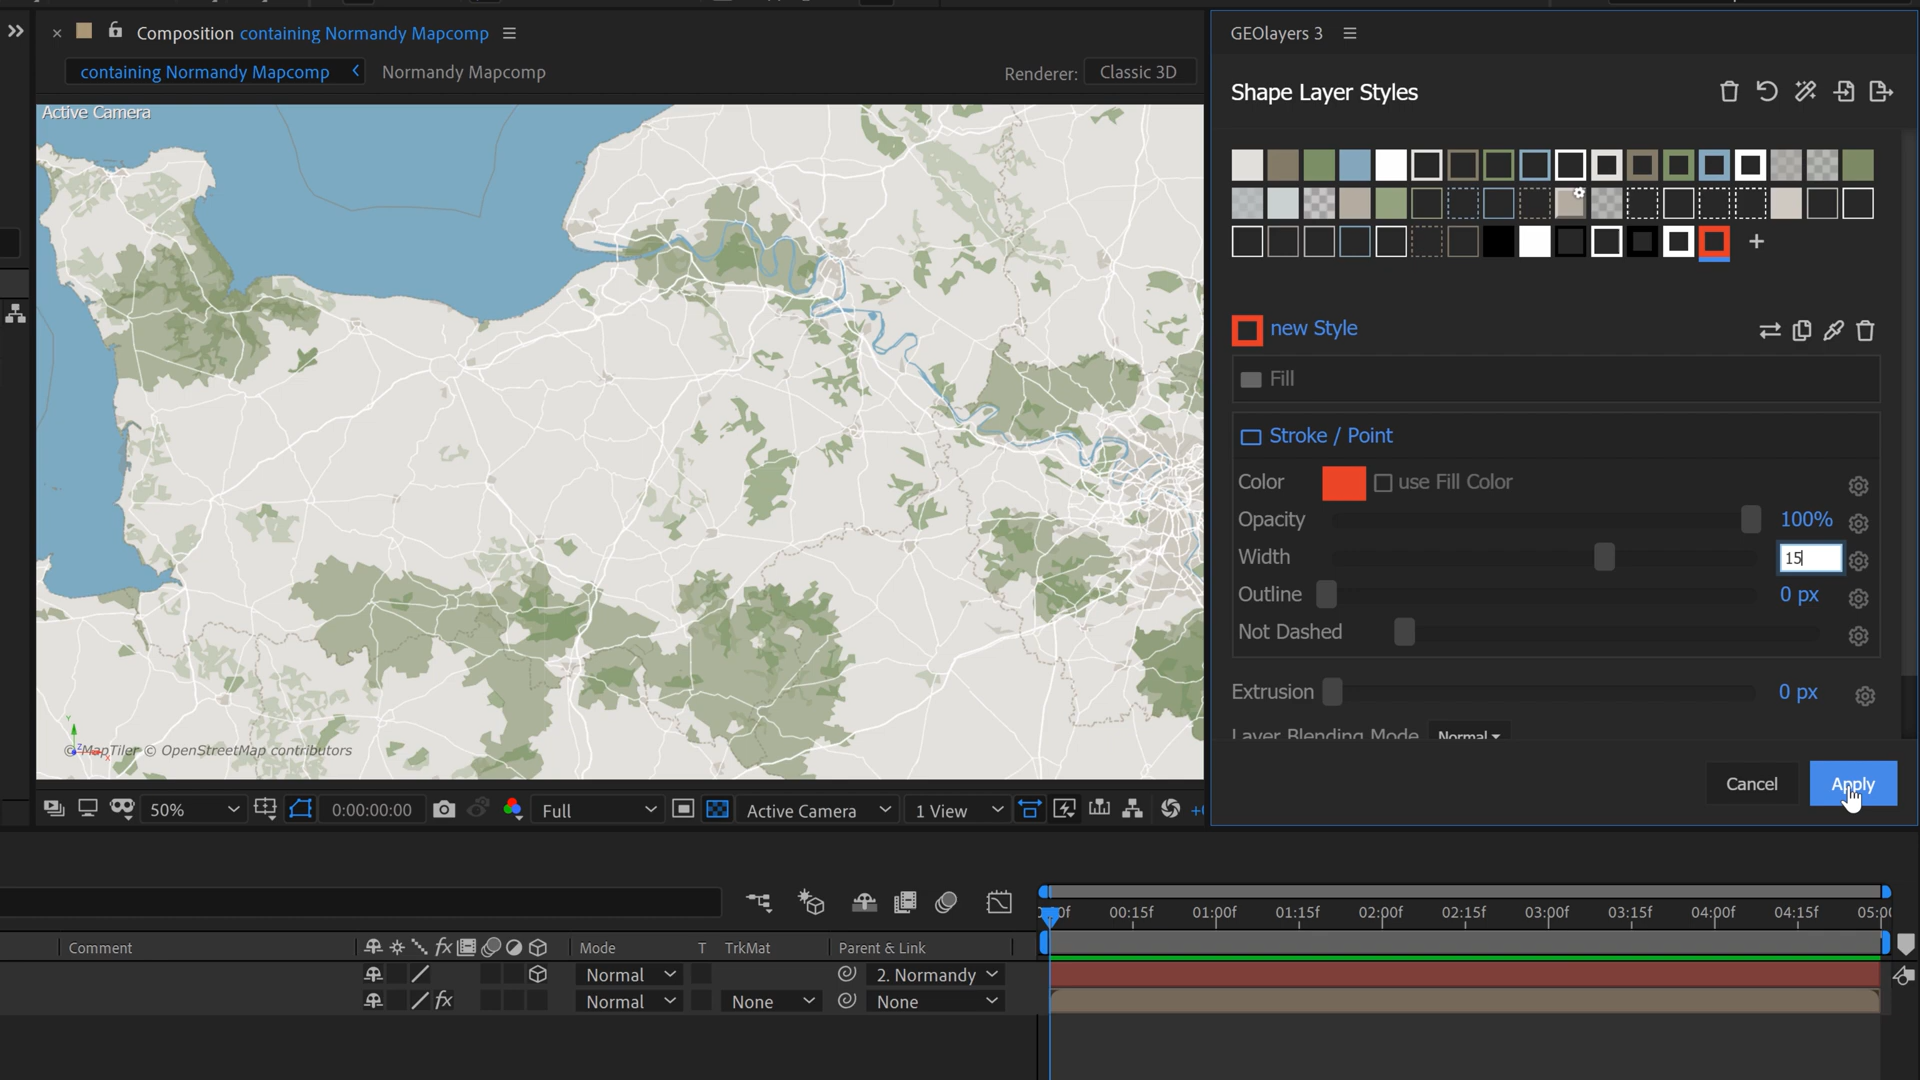 Composition containing Normandy Mapcomp
GEOlayers 3
containing Normandy Mapcomp
Normandy Mapcomp
Renderer: Classic 3D
Shape Layer Styles
Active Camera
new Style
Fill
Stroke / Point
Color
use Fill Color
Opacity
100%
Width
15
Outline
0 px
Not Dashed
Extrusion
0 px
Layer Blending Mode
Normal
© MapTiler © OpenStreetMap contributors
Cancel
Apply
50%
0:00:00:00
Full
Active Camera
1 View
00:15f
01:00f
01:15f
02:00f
02:15f
03:00f
03:15f
04:00f
04:15f
Comment
fx
Mode
T
TrkMat
Parent & Link
Normal
2. Normandy
fx
Normal
None
None